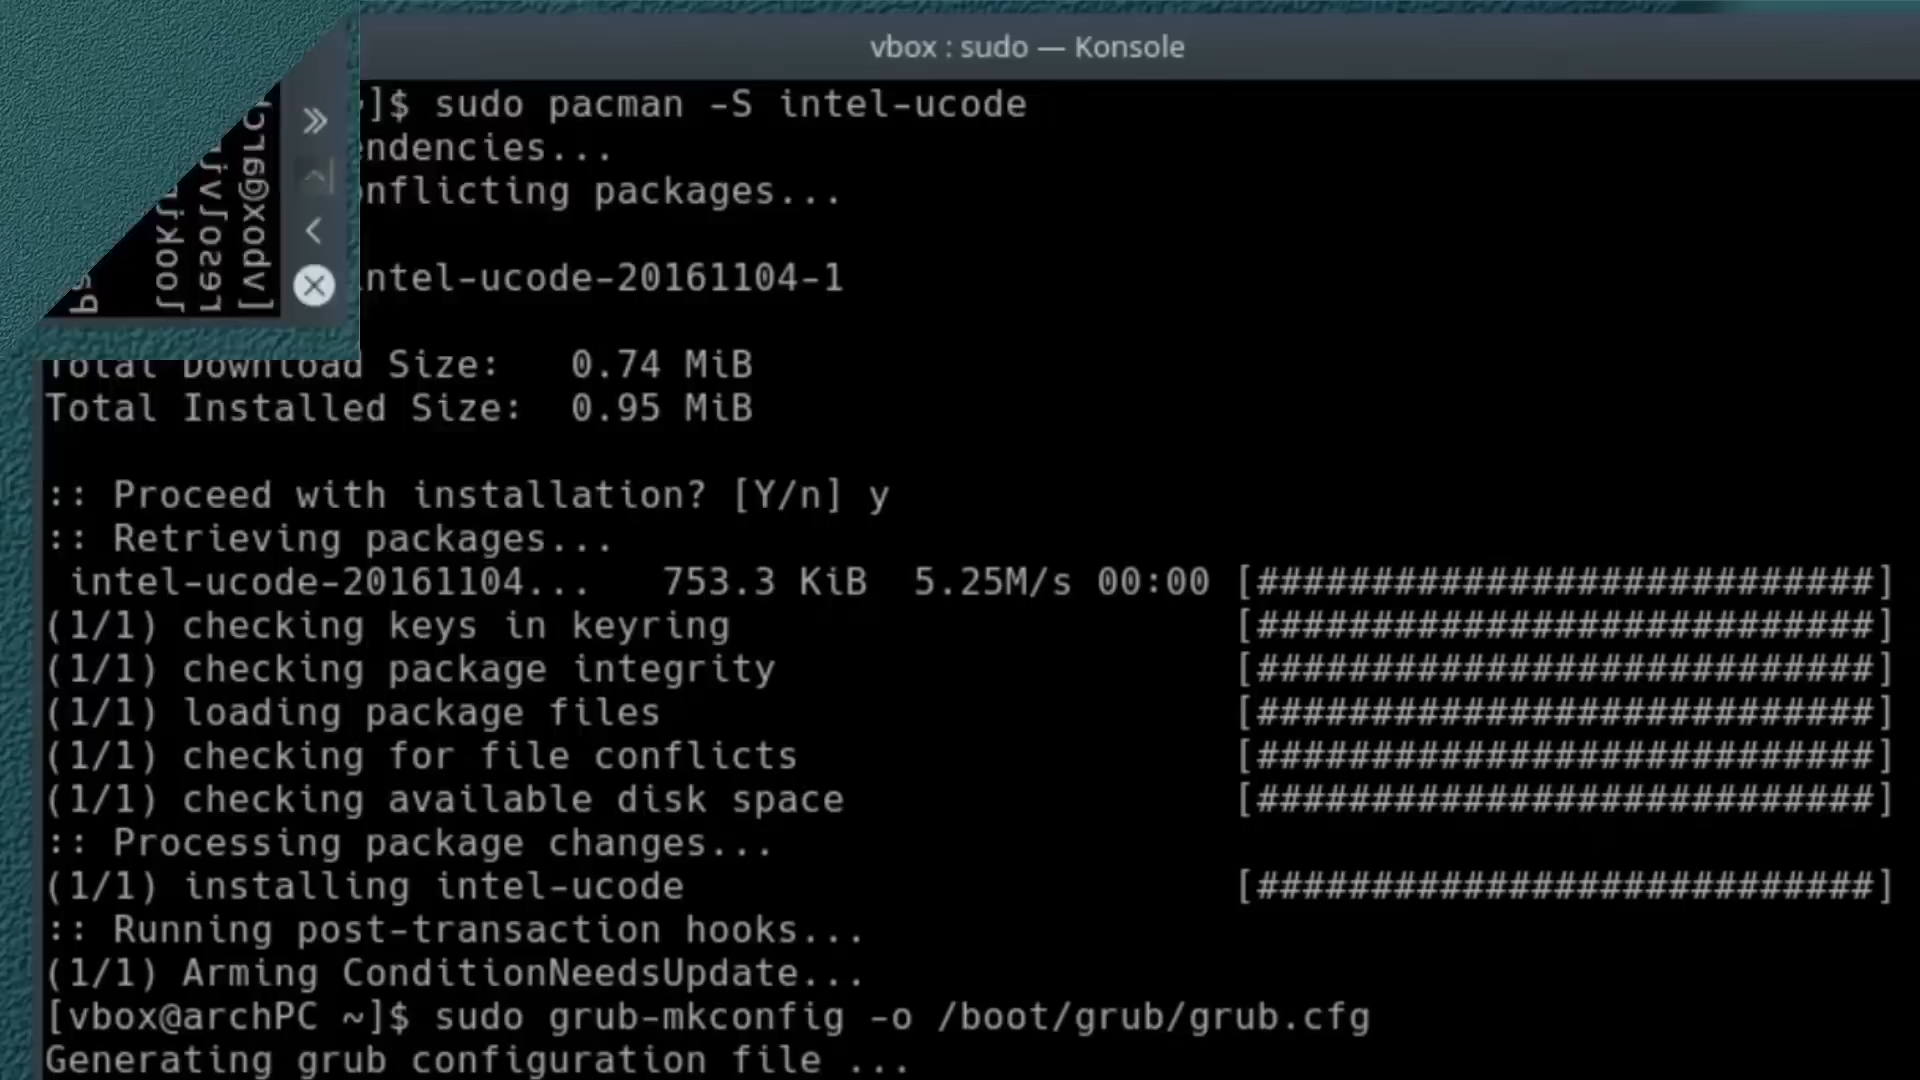 vbox : sudo — Konsole
]$ sudo pacman -S intel-ucode
ndencies...
nflicting packages...
ntel-ucode-20161104-1
Total Download Size: 0.74 MiB
Total Installed Size: 0.95 MiB
:: Proceed with installation? [Y/n] y
:: Retrieving packages...
intel-ucode-20161104... 753.3 KiB 5.25M/s 00:00 [###########################]
(1/1) checking keys in keyring [###########################]
(1/1) checking package integrity [###########################]
(1/1) loading package files [###########################]
(1/1) checking for file conflicts [###########################]
(1/1) checking available disk space [###########################]
:: Processing package changes...
(1/1) installing intel-ucode [###########################]
:: Running post-transaction hooks...
(1/1) Arming ConditionNeedsUpdate...
[vbox@archPC ~]$ sudo grub-mkconfig -o /boot/grub/grub.cfg
Generating grub configuration file ...